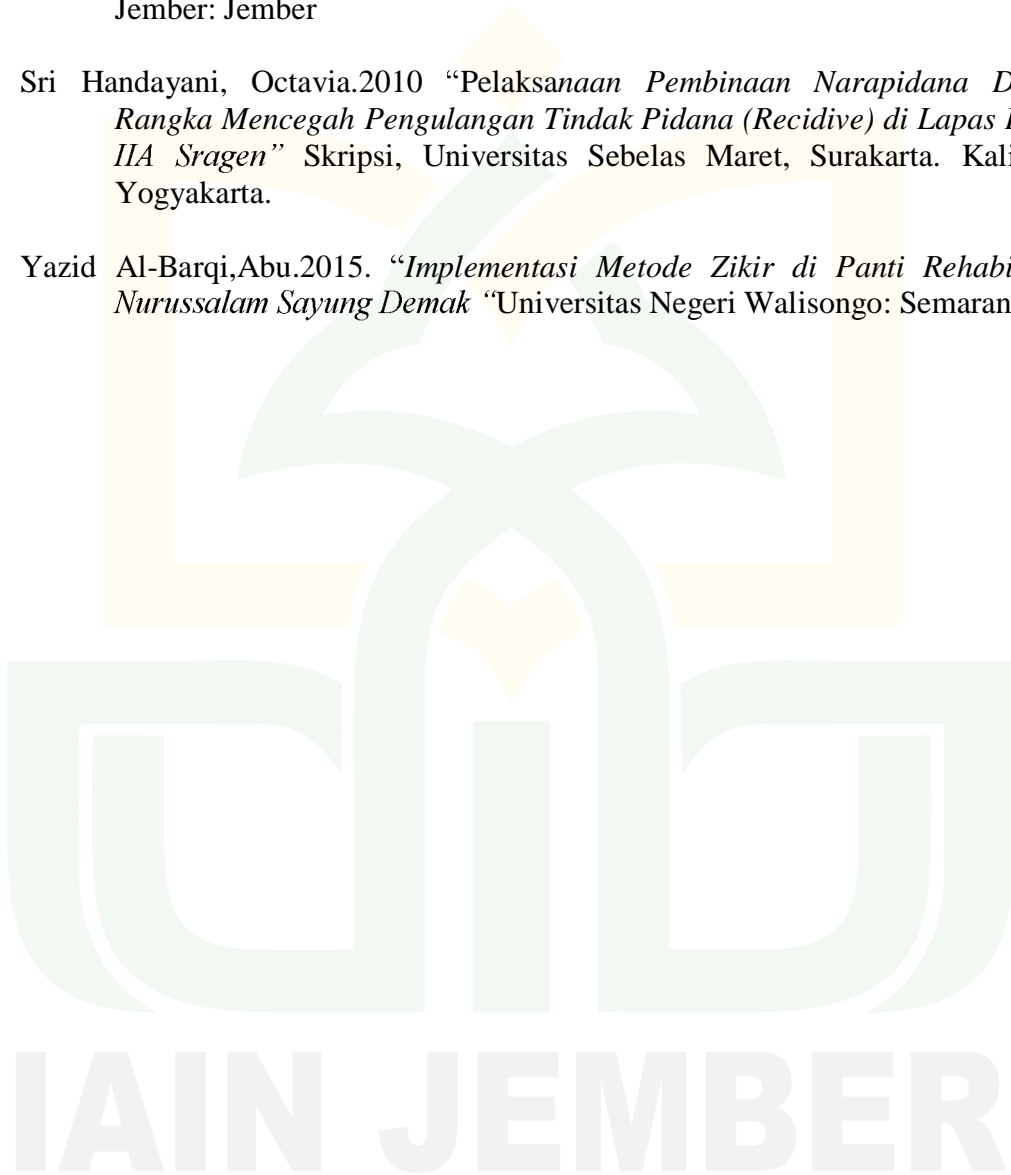 Jember: Jember
Sri Handayani, Octavia.2010 “Pelaksanaan Pembinaan Narapidana D
Rangka Mencegah Pengulangan Tindak Pidana (Recidive) di Lapas
IIA Sragen” Skripsi, Universitas Sebelas Maret, Surakarta. Kali
Yogyakarta.
Yazid Al-Barqi,Abu.2015. “Implementasi Metode Zikir di Panti Rehabi
Nurussalam Sayung Demak “Universitas Negeri Walisongo: Semaran
IAIN JEMBER